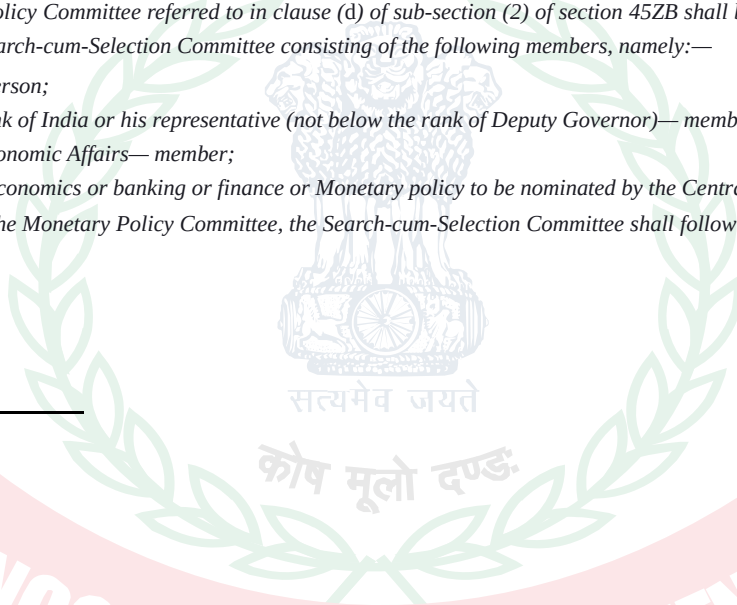 olicy Committee referred to in clause (d) of sub-section (2) of section 45ZB shall
arch-cum-Selection Committee consisting of the following members, namely:—
erson;
nk of India or his representative (not below the rank of Deputy Governor)— memb
onomic Affairs— member;
conomics or banking or finance or Monetary policy to be nominated by the Centr
he Monetary Policy Committee, the Search-cum-Selection Committee shall follow
सत्यमेव जयते
कोष मूलो दण्डः